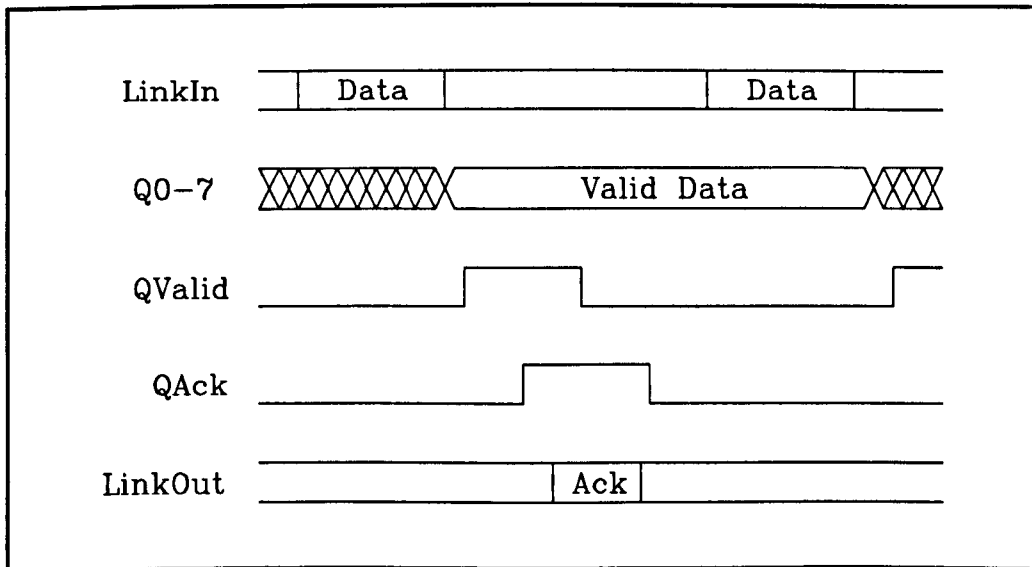 LinkIn Data Data
Q0-7 Valid Data
QValid
QAck
LinkOut Ack